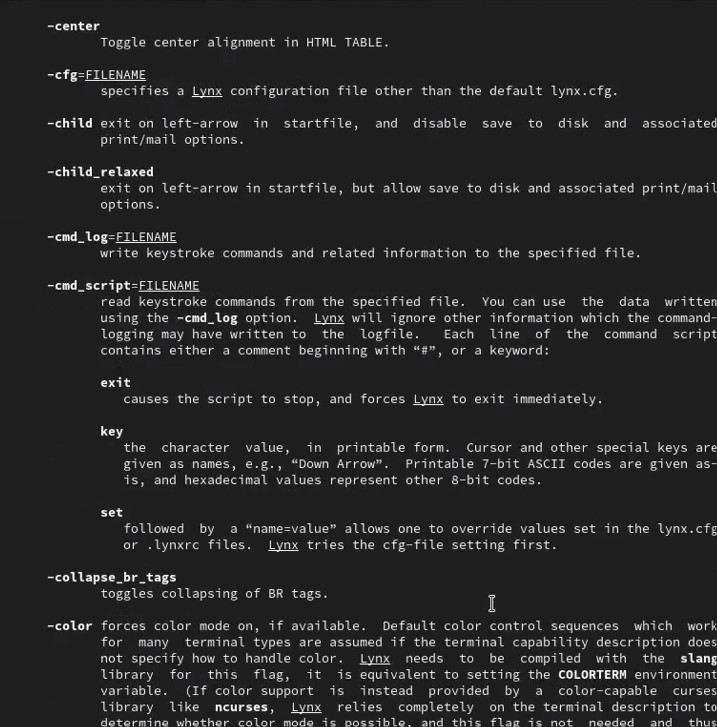 -center
Toggle center alignment in HTML TABLE.
-cfg=FILENAME
specifies a Lynx configuration file other than the default lynx.cfg.
-child exit on left-arrow in startfile, and disable save to disk and associated
print/mail options.
-child_relaxed
exit on left-arrow in startfile, but allow save to disk and associated print/mail
options.
-cmd_log=FILENAME
write keystroke commands and related information to the specified file.
-cmd_script=FILENAME
read keystroke commands from the specified file. You can use the data written
using the -cmd_log option. Lynx will ignore other information which the command-
logging may have written to the logfile. Each line of the command script
contains either a comment beginning with “#”, or a keyword:
exit
causes the script to stop, and forces Lynx to exit immediately.
key
the character value, in printable form. Cursor and other special keys are
given as names, e.g., “Down Arrow”. Printable 7-bit ASCII codes are given as-
is, and hexadecimal values represent other 8-bit codes.
set
followed by a “name=value” allows one to override values set in the lynx.cfg
or .lynxrc files. Lynx tries the cfg-file setting first.
-collapse_br_tags
toggles collapsing of BR tags.
-color forces color mode on, if available. Default color control sequences which work
for many terminal types are assumed if the terminal capability description does
not specify how to handle color. Lynx needs to be compiled with the slang
library for this flag, it is equivalent to setting the COLORTERM environment
variable. (If color support is instead provided by a color-capable curses
library like ncurses, Lynx relies completely on the terminal description to
determine whether color mode is possible, and this flag is not needed and thus